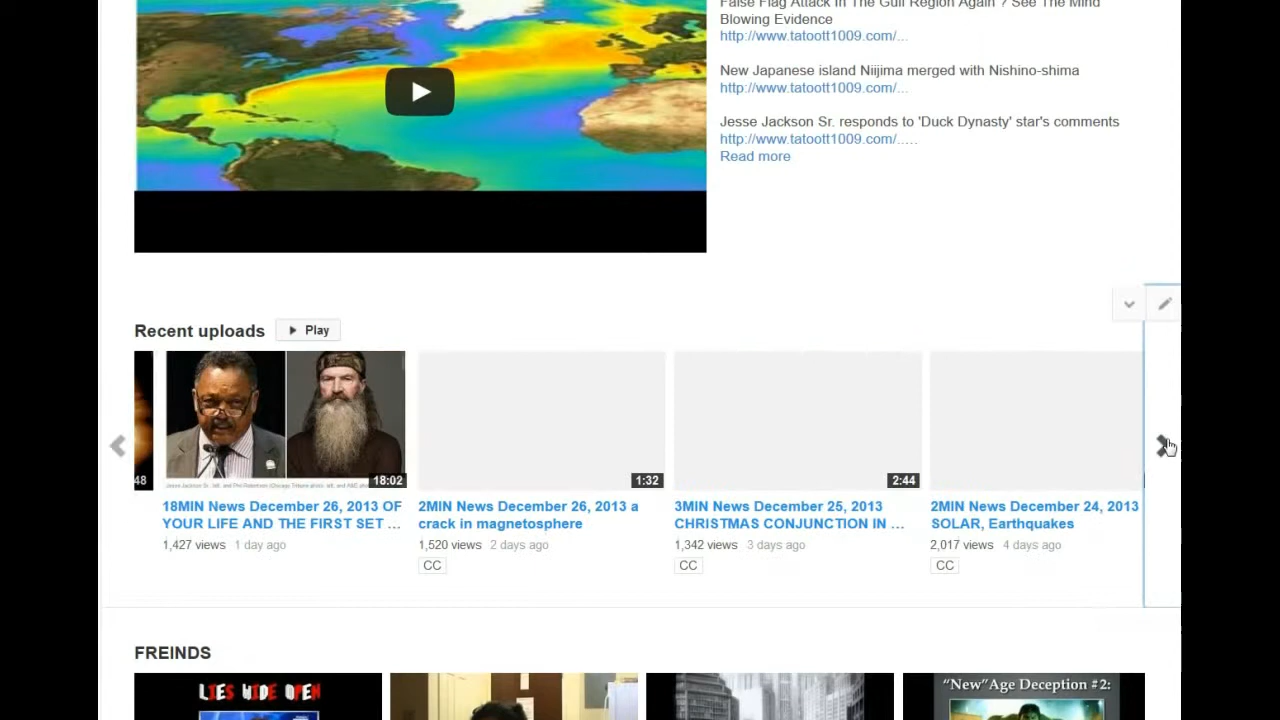 False Flag Attack In The Gulf Region Again ? See The Mind
Blowing Evidence
http://www.tatoott1009.com/...
New Japanese island Niijima merged with Nishino-shima
http://www.tatoott1009.com/...
Jesse Jackson Sr. responds to 'Duck Dynasty' star's comments
http://www.tatoott1009.com/.....
Read more
Recent uploads
Play
48
18:02
1:32
2:44
18MIN News December 26, 2013 OF
YOUR LIFE AND THE FIRST SET ...
1,427 views 1 day ago
2MIN News December 26, 2013 a
crack in magnetosphere
1,520 views 2 days ago
CC
3MIN News December 25, 2013
CHRISTMAS CONJUNCTION IN ...
1,342 views 3 days ago
CC
2MIN News December 24, 2013
SOLAR, Earthquakes
2,017 views 4 days ago
CC
FREINDS
LIES WIDE OPEN
"New"Age Deception #2: